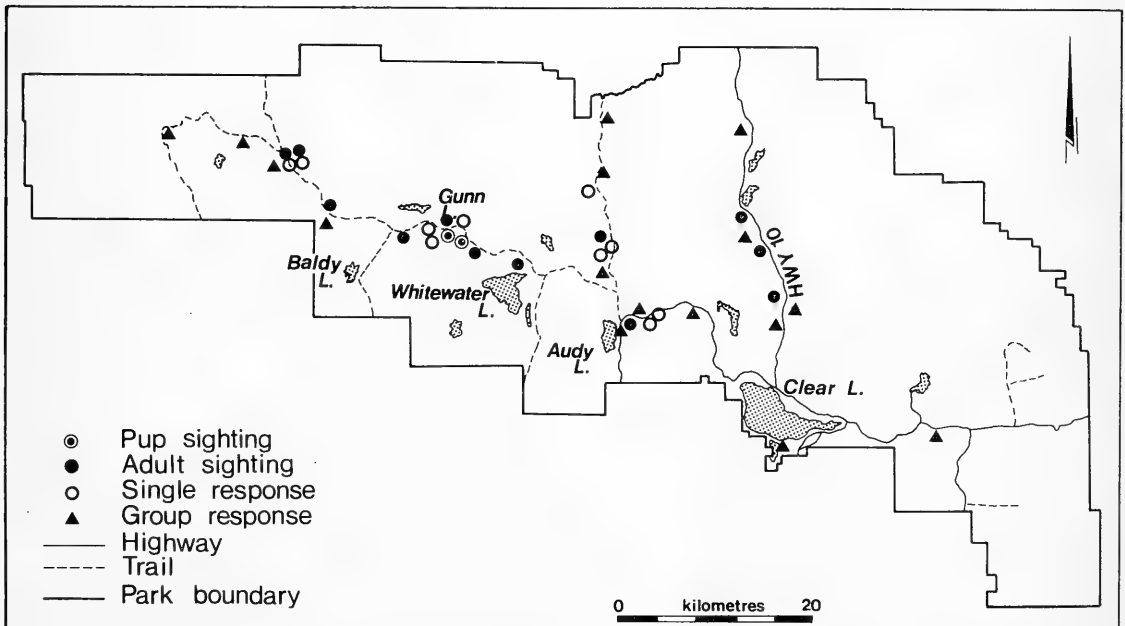 Gunn
L.
Baldy
L.
Whitewater
L.
Audy
L.
HWY 10
Clear L.
Pup sighting
Adult sighting
Single response
Group response
Highway
Trail
Park boundary
0 kilometres 20